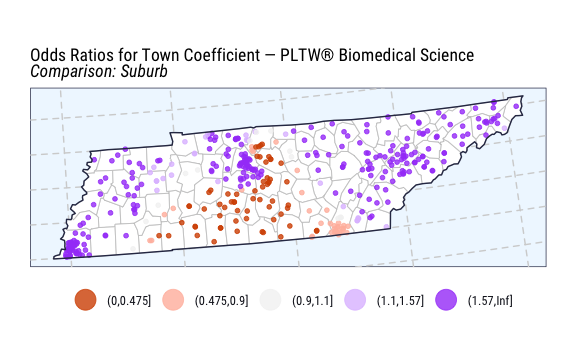 Odds Ratios for Town Coefficient — PLTW® Biomedical Science
Comparison: Suburb
(0,0.475] (0.475,0.9] (0.9,1.1] (1.1,1.57] (1.57,Inf]